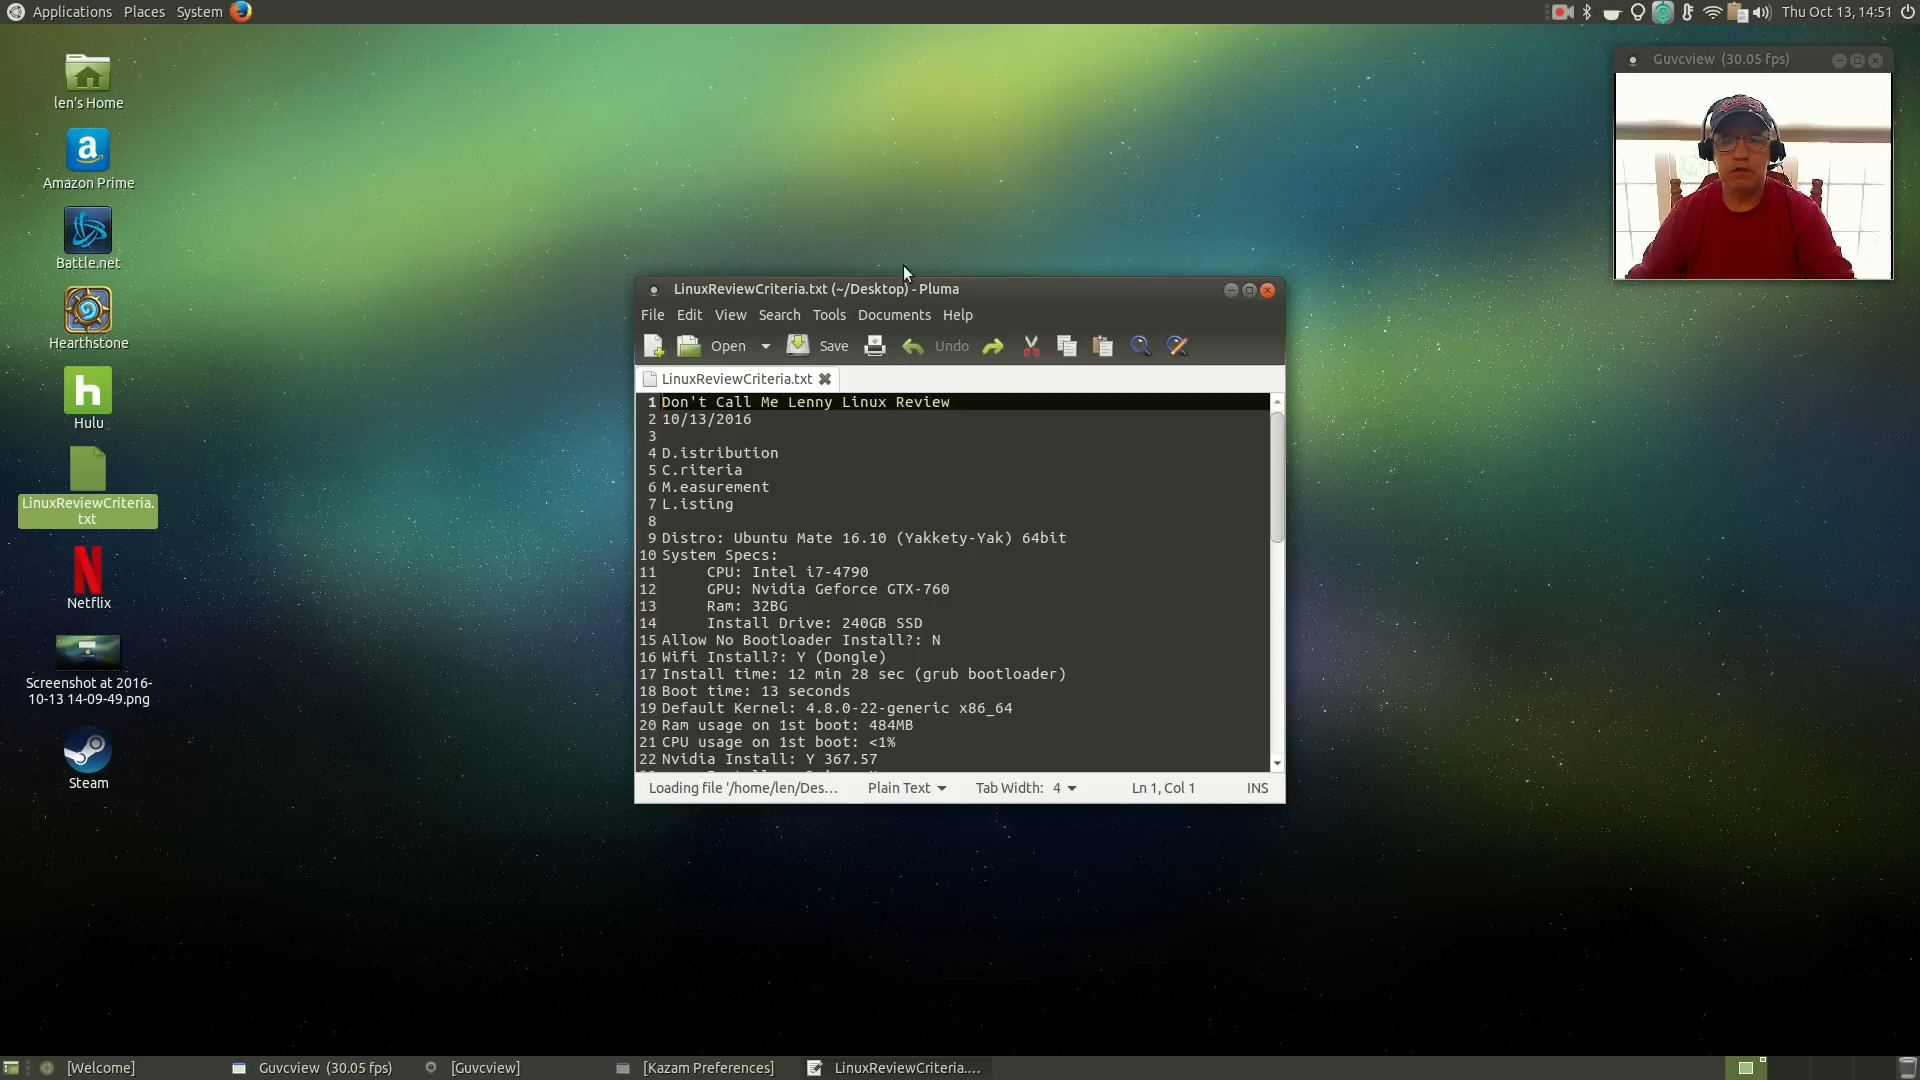 Applications Places System
Thu Oct 13, 14:51
len's Home
Amazon Prime
Battle.net
Hearthstone
h
Hulu
LinuxReviewCriteria.
txt
N
Netflix
Screenshot at 2016-
10-13 14-09-49.png
Steam
Guvcview (30.05 fps)
LinuxReviewCriteria.txt (~/Desktop) - Pluma
File Edit View Search Tools Documents Help
Open Save Undo
LinuxReviewCriteria.txt
1 Don't Call Me Lenny Linux Review
2 10/13/2016
3
4 D.istribution
5 C.riteria
6 M.easurement
7 L.isting
8
9 Distro: Ubuntu Mate 16.10 (Yakkety-Yak) 64bit
10 System Specs:
11 CPU: Intel i7-4790
12 GPU: Nvidia Geforce GTX-760
13 Ram: 32BG
14 Install Drive: 240GB SSD
15 Allow No Bootloader Install?: N
16 Wifi Install?: Y (Dongle)
17 Install time: 12 min 28 sec (grub bootloader)
18 Boot time: 13 seconds
19 Default Kernel: 4.8.0-22-generic x86_64
20 Ram usage on 1st boot: 484MB
21 CPU usage on 1st boot: <1%
22 Nvidia Install: Y 367.57
Loading file '/home/len/Des... Plain Text Tab Width: 4 Ln 1, Col 1 INS
[Welcome] Guvcview (30.05 fps) [Guvcview] [Kazam Preferences] LinuxReviewCriteria....